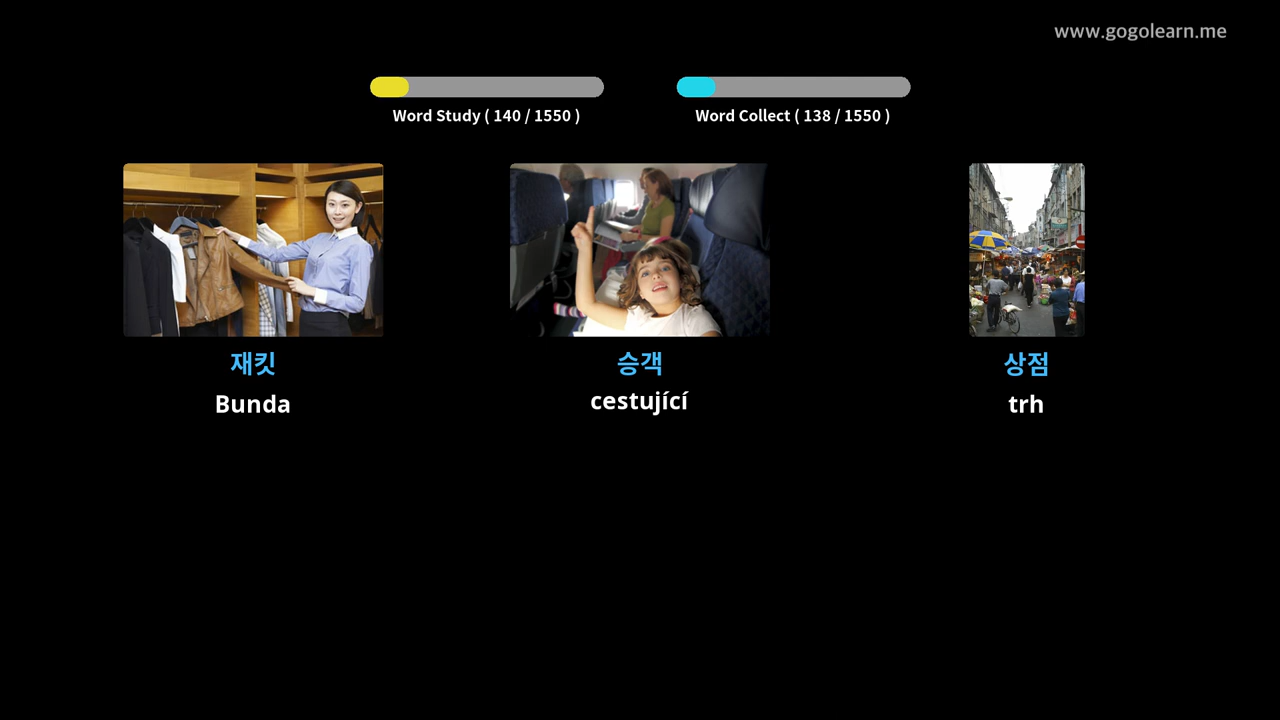 www.gogolearn.me
Word Study ( 140 / 1550 )
Word Collect ( 138 / 1550 )
재킷
Bunda
승객
cestující
상점
trh